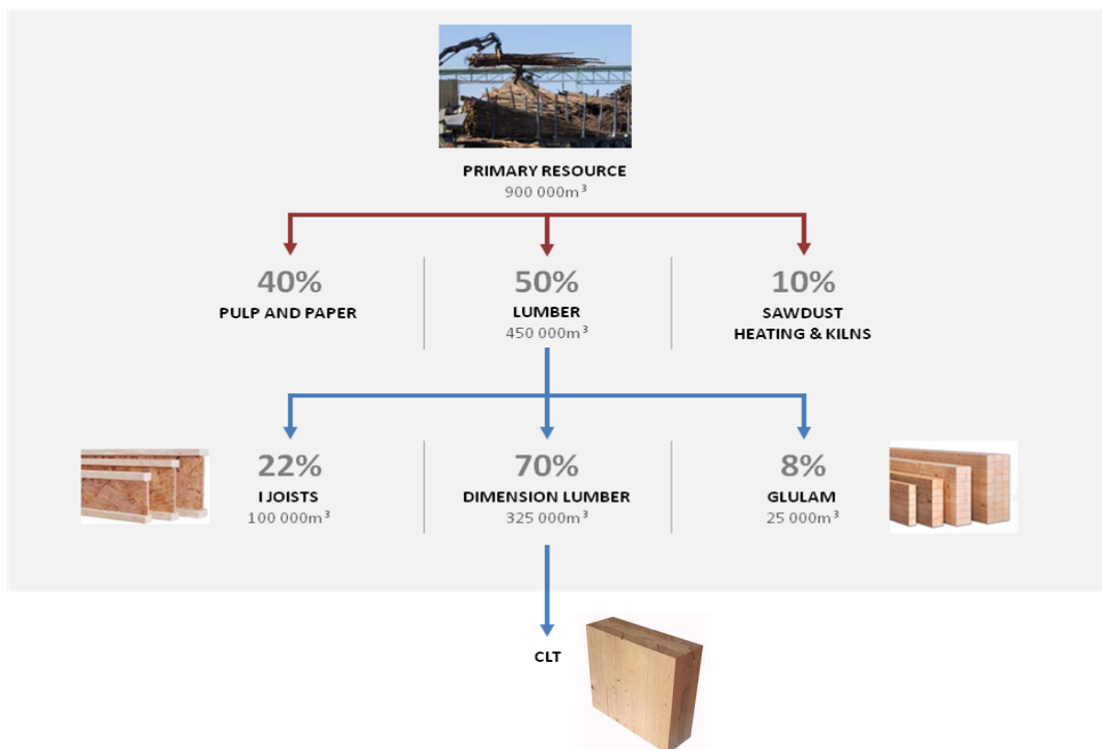 PRIMARY RESOURCE
900 000m³
40%
PULP AND PAPER
50%
LUMBER
450 000m³
10%
SAWDUST
HEATING & KILNS
22%
I JOISTS
100 000m³
70%
DIMENSION LUMBER
325 000m³
8%
GLULAM
25 000m³
CLT